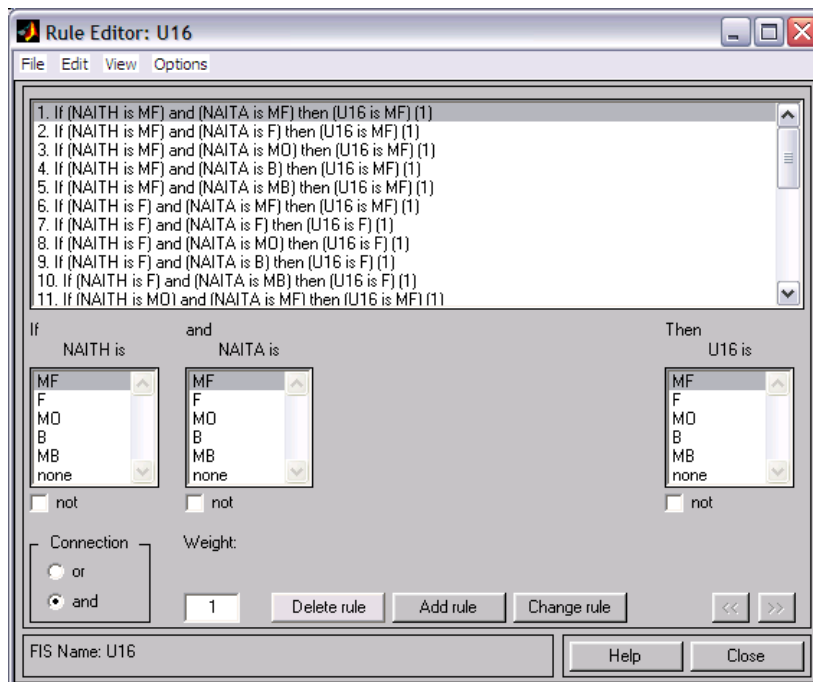 Rule Editor: U16
File Edit View Options
1. If (NAITH is MF) and (NAITA is MF) then (U16 is MF) (1)
2. If (NAITH is MF) and (NAITA is F) then (U16 is MF) (1)
3. If (NAITH is MF) and (NAITA is MO) then (U16 is MF) (1)
4. If (NAITH is MF) and (NAITA is B) then (U16 is MF) (1)
5. If (NAITH is MF) and (NAITA is MB) then (U16 is MF) (1)
6. If (NAITH is F) and (NAITA is MF) then (U16 is MF) (1)
7. If (NAITH is F) and (NAITA is F) then (U16 is F) (1)
8. If (NAITH is F) and (NAITA is MO) then (U16 is F) (1)
9. If (NAITH is F) and (NAITA is B) then (U16 is F) (1)
10. If (NAITH is F) and (NAITA is MB) then (U16 is F) (1)
11. If (NAITH is MO) and (NAITA is MF) then (U16 is MF) (1)
If and Then
NAITH is NAITA is U16 is
MF MF MF
F F F
MO MO MO
B B B
MB MB MB
none none none
not not not
Connection Weight:
or
and 1 Delete rule Add rule Change rule << >>
FIS Name: U16 Help Close